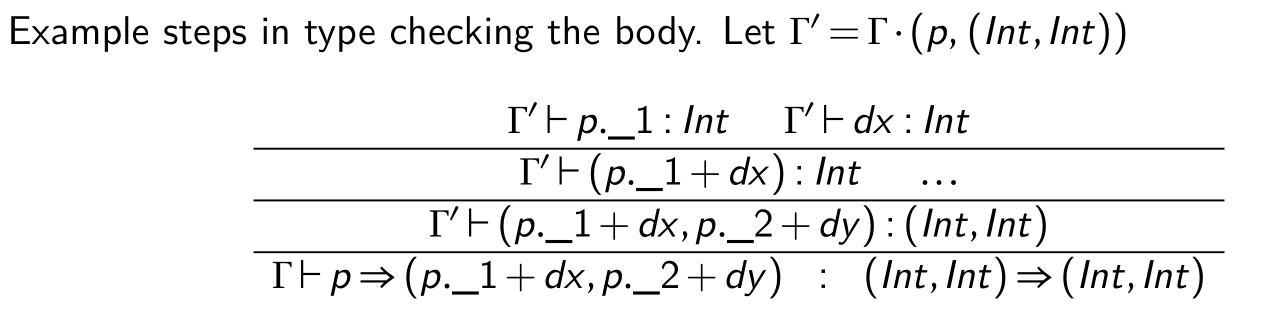 Example steps in type checking the body. Let Γ′ = Γ · (p, (Int, Int))
Γ′ ⊢ p._1 : Int Γ′ ⊢ dx : Int
Γ′ ⊢ (p._1 + dx) : Int ...
Γ′ ⊢ (p._1 + dx, p._2 + dy) : (Int, Int)
Γ ⊢ p ⇒ (p._1 + dx, p._2 + dy) : (Int, Int) ⇒ (Int, Int)